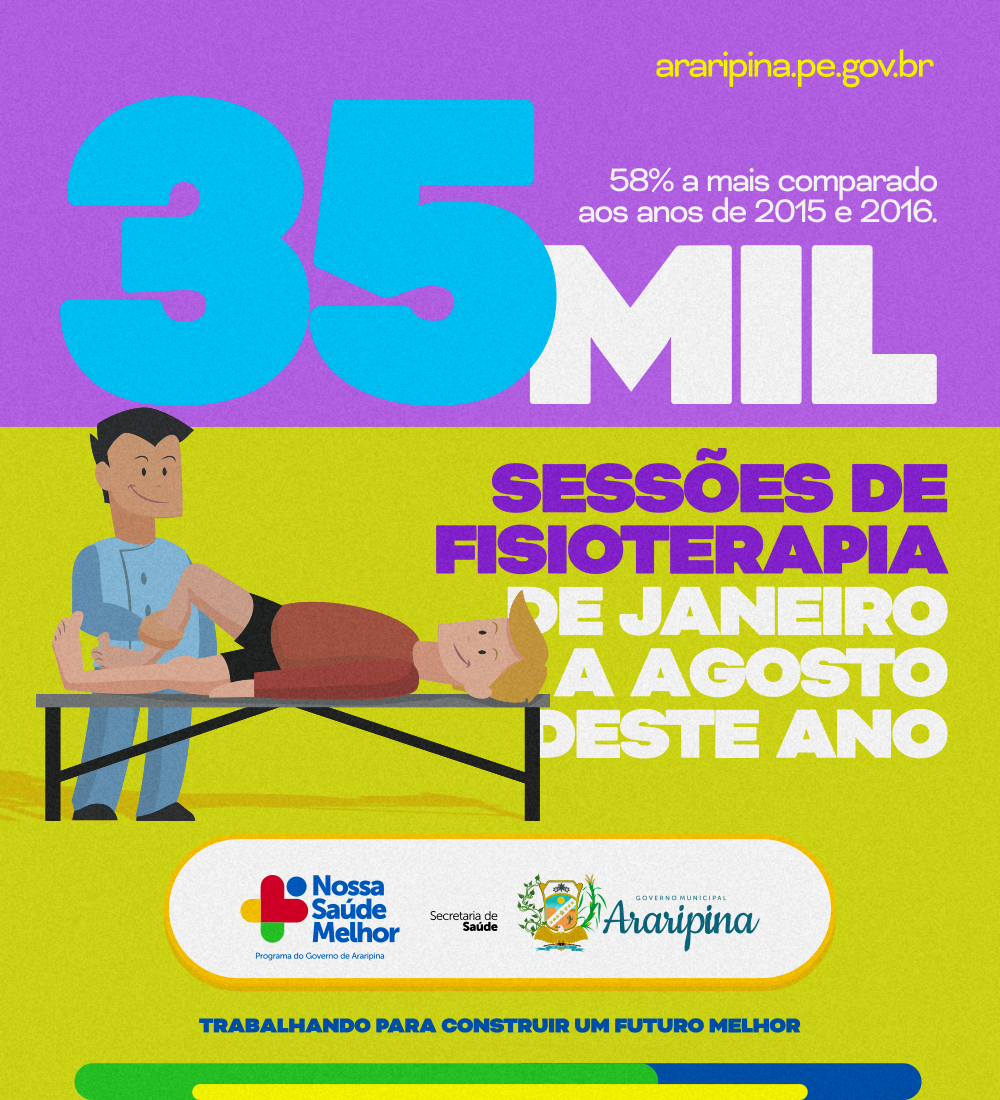 araripina.pe.gov.br
58% a mais comparado
aos anos de 2015 e 2016.
35 MIL
SESSÕES DE
FISIOTERAPIA
DE JANEIRO
A AGOSTO
DESTE ANO
Nossa
Saúde
Melhor
Programa do Governo de Araripina
Secretaria de
Saúde
GOVERNO MUNICIPAL
Araripina
TRABALHANDO PARA CONSTRUIR UM FUTURO MELHOR